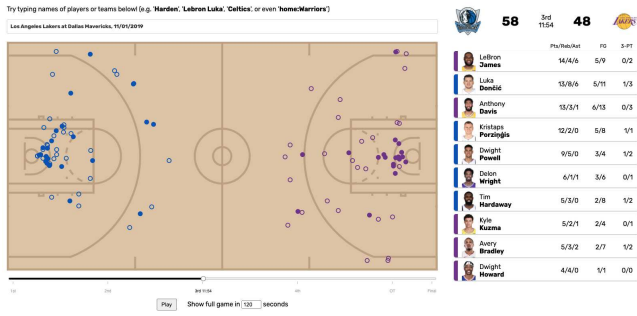 Try typing names of players or teams below! (e.g. 'Harden', 'Lebron Luka', 'Celtics', or even 'home:Warriors')
Los Angeles Lakers at Dallas Mavericks, 11/01/2019
58 3rd 11:54 48
LAKERS
Pts/Reb/Ast FG 3-PT
LeBron James 14/4/6 5/9 0/2
Luka Dončić 13/8/6 5/11 1/3
Anthony Davis 13/3/1 6/13 0/3
Kristaps Porziņģis 12/2/0 5/8 1/1
Dwight Powell 9/5/0 3/4 1/2
Delon Wright 6/1/1 3/6 0/1
Tim Hardaway 5/3/0 2/8 1/2
Kyle Kuzma 5/2/1 2/4 0/1
Avery Bradley 5/3/2 2/7 1/2
Dwight Howard 4/4/0 1/1 0/0
1st 2nd 3rd 11:54 4th OT Final
Play Show full game in 120 seconds